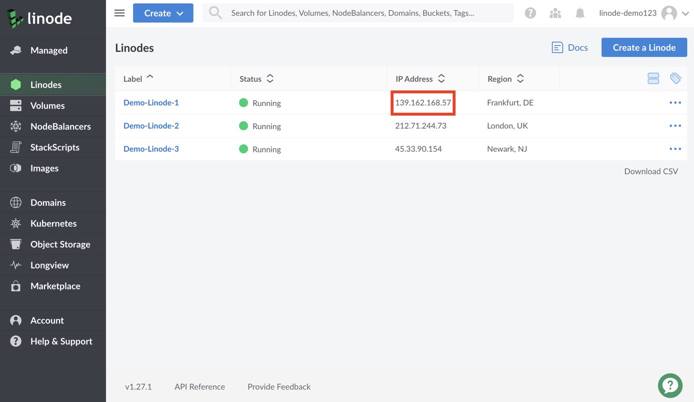 linode
Create
Search for Linodes, Volumes, NodeBalancers, Domains, Buckets, Tags...
linode-demo123
Managed
Linodes
Volumes
NodeBalancers
StackScripts
Images
Domains
Kubernetes
Object Storage
Longview
Marketplace
Account
Help & Support
Linodes
Docs
Create a Linode
Label Status IP Address Region
Demo-Linode-1 Running 139.162.168.57 Frankfurt, DE
Demo-Linode-2 Running 212.71.244.73 London, UK
Demo-Linode-3 Running 45.33.90.154 Newark, NJ
Download CSV
v1.27.1 API Reference Provide Feedback